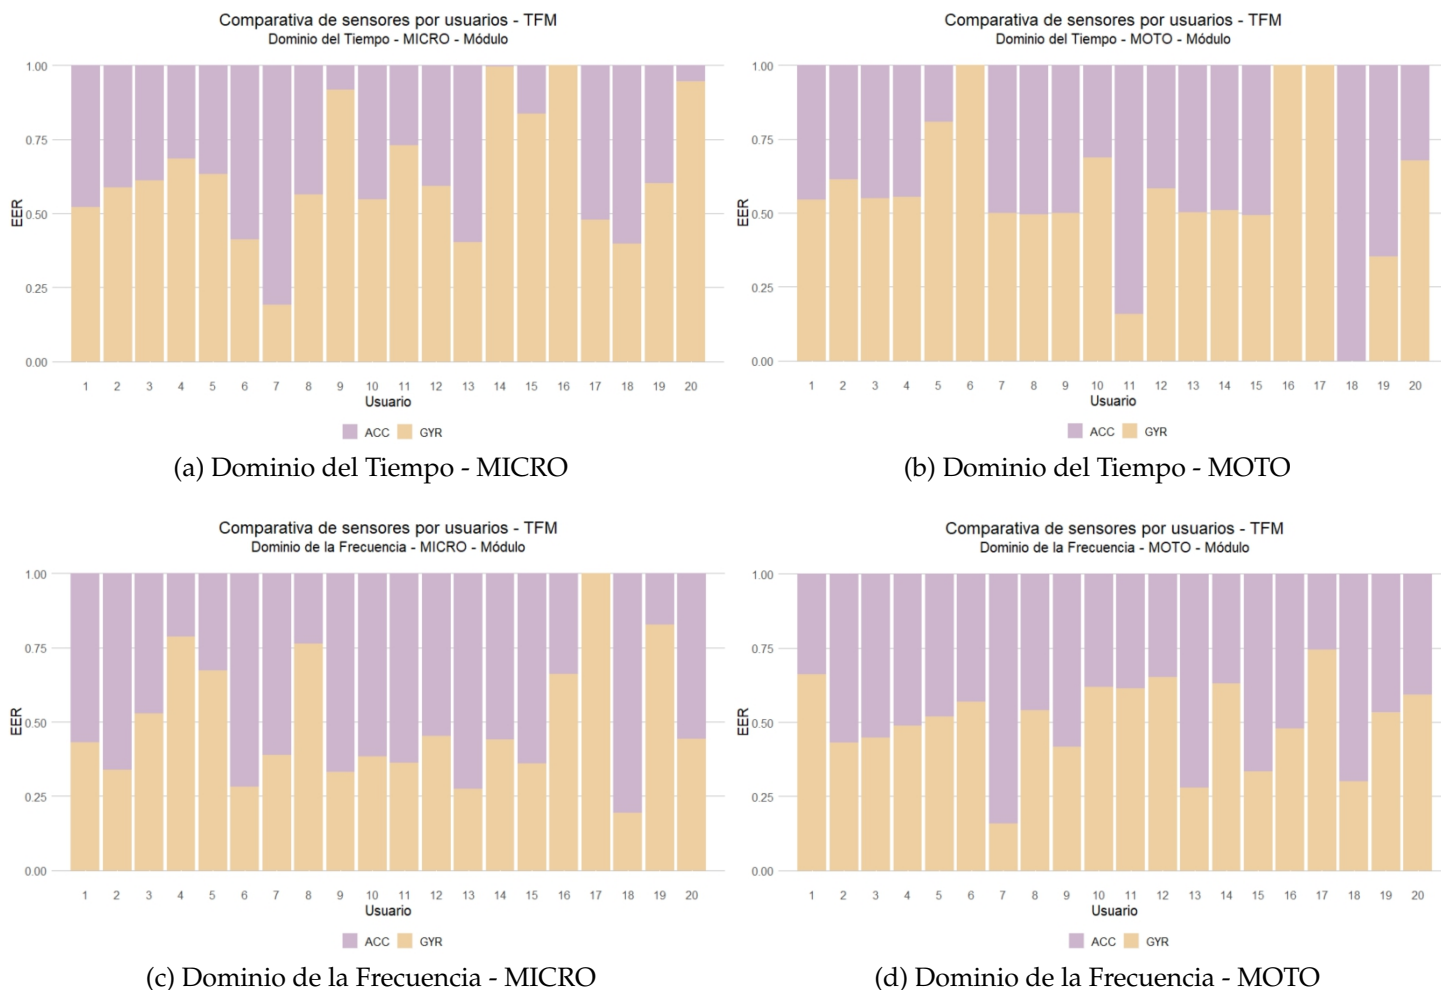 Comparativa de sensores por usuarios - TFM
Dominio del Tiempo - MICRO - Módulo
1.00
0.75
0.50
0.25
0.00
EER
1 2 3 4 5 6 7 8 9 10 11 12 13 14 15 16 17 18 19 20
Usuario
ACC GYR
(a) Dominio del Tiempo - MICRO
Comparativa de sensores por usuarios - TFM
Dominio del Tiempo - MOTO - Módulo
1.00
0.75
0.50
0.25
0.00
EER
1 2 3 4 5 6 7 8 9 10 11 12 13 14 15 16 17 18 19 20
Usuario
ACC GYR
(b) Dominio del Tiempo - MOTO
Comparativa de sensores por usuarios - TFM
Dominio de la Frecuencia - MICRO - Módulo
1.00
0.75
0.50
0.25
0.00
EER
1 2 3 4 5 6 7 8 9 10 11 12 13 14 15 16 17 18 19 20
Usuario
ACC GYR
(c) Dominio de la Frecuencia - MICRO
Comparativa de sensores por usuarios - TFM
Dominio de la Frecuencia - MOTO - Módulo
1.00
0.75
0.50
0.25
0.00
EER
1 2 3 4 5 6 7 8 9 10 11 12 13 14 15 16 17 18 19 20
Usuario
ACC GYR
(d) Dominio de la Frecuencia - MOTO